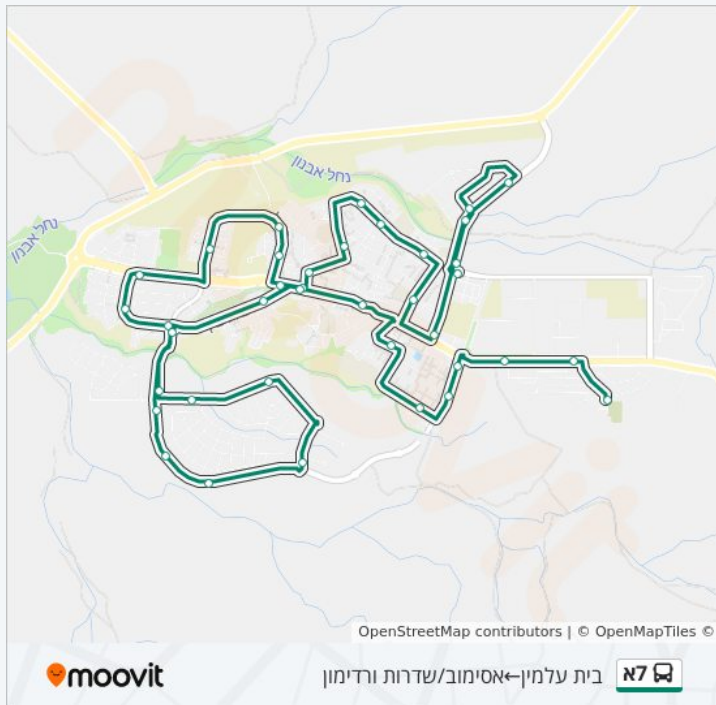 נחל אבנון
נחל אבנון
OpenStreetMap contributors | © OpenMapTiles ©
moovit
בית עלמין←אסימוב/שדרות ורדימון
7א